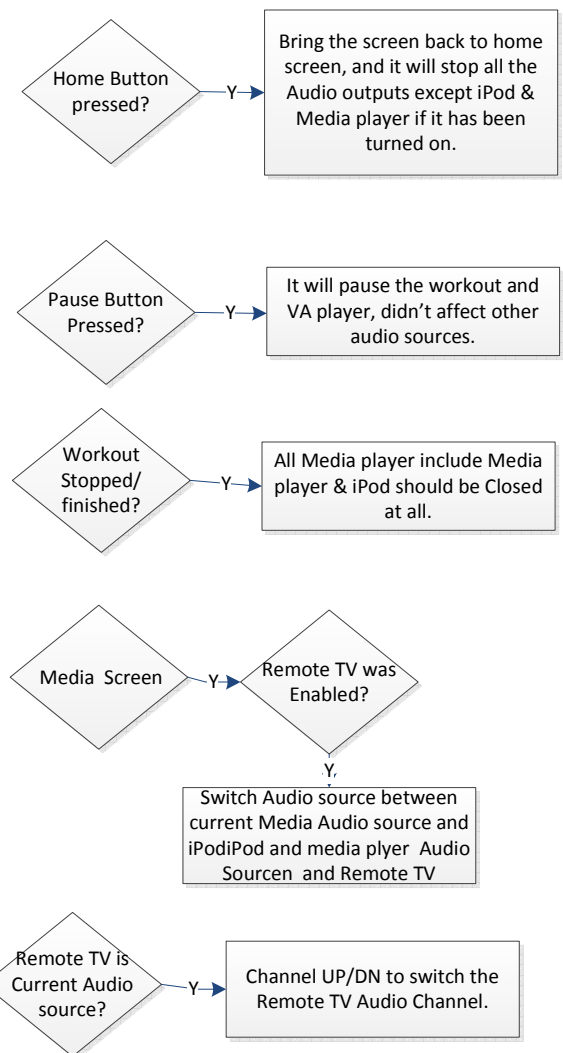 Home Button
pressed?
Y
Bring the screen back to home
screen, and it will stop all the
Audio outputs except iPod &
Media player if it has been
turned on.
Pause Button
Pressed?
Y
It will pause the workout and
VA player, didn't affect other
audio sources.
Workout
Stopped/
finished?
Y
All Media player include Media
player & iPod should be Closed
at all.
Media Screen
Y
Remote TV was
Enabled?
Y
Switch Audio source between
current Media Audio source and
iPodiPod and media plyer Audio
Sourcen and Remote TV
Remote TV is
Current Audio
source?
Y
Channel UP/DN to switch the
Remote TV Audio Channel.